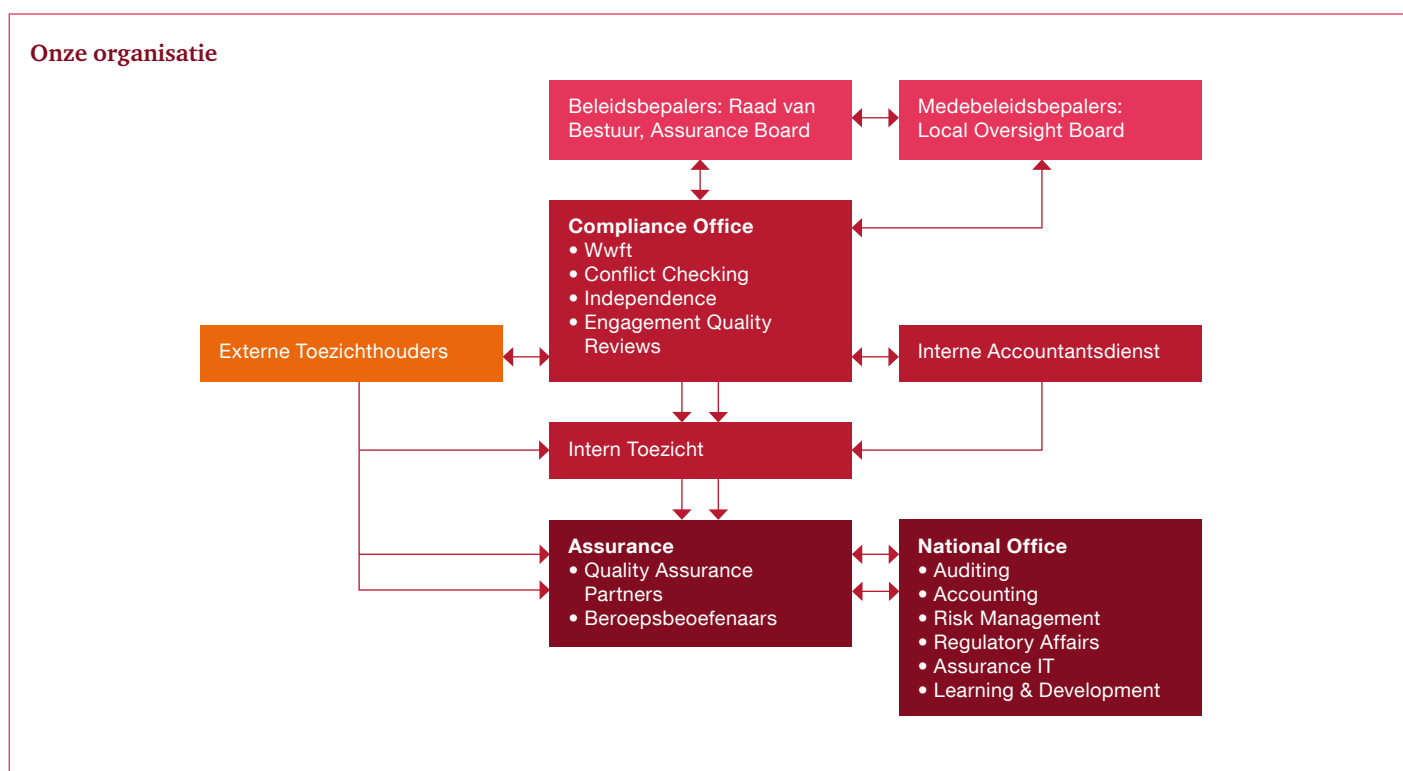 Onze organisatie
Beleidsbepalers: Raad van
Bestuur, Assurance Board
Medebeleidsbepalers:
Local Oversight Board
Compliance Office
• Wwft
• Conflict Checking
• Independence
• Engagement Quality
Reviews
Externe Toezichthouders
Interne Accountantsdienst
Intern Toezicht
Assurance
• Quality Assurance
Partners
• Beroepsbeoefenaars
National Office
• Auditing
• Accounting
• Risk Management
• Regulatory Affairs
• Assurance IT
• Learning & Development